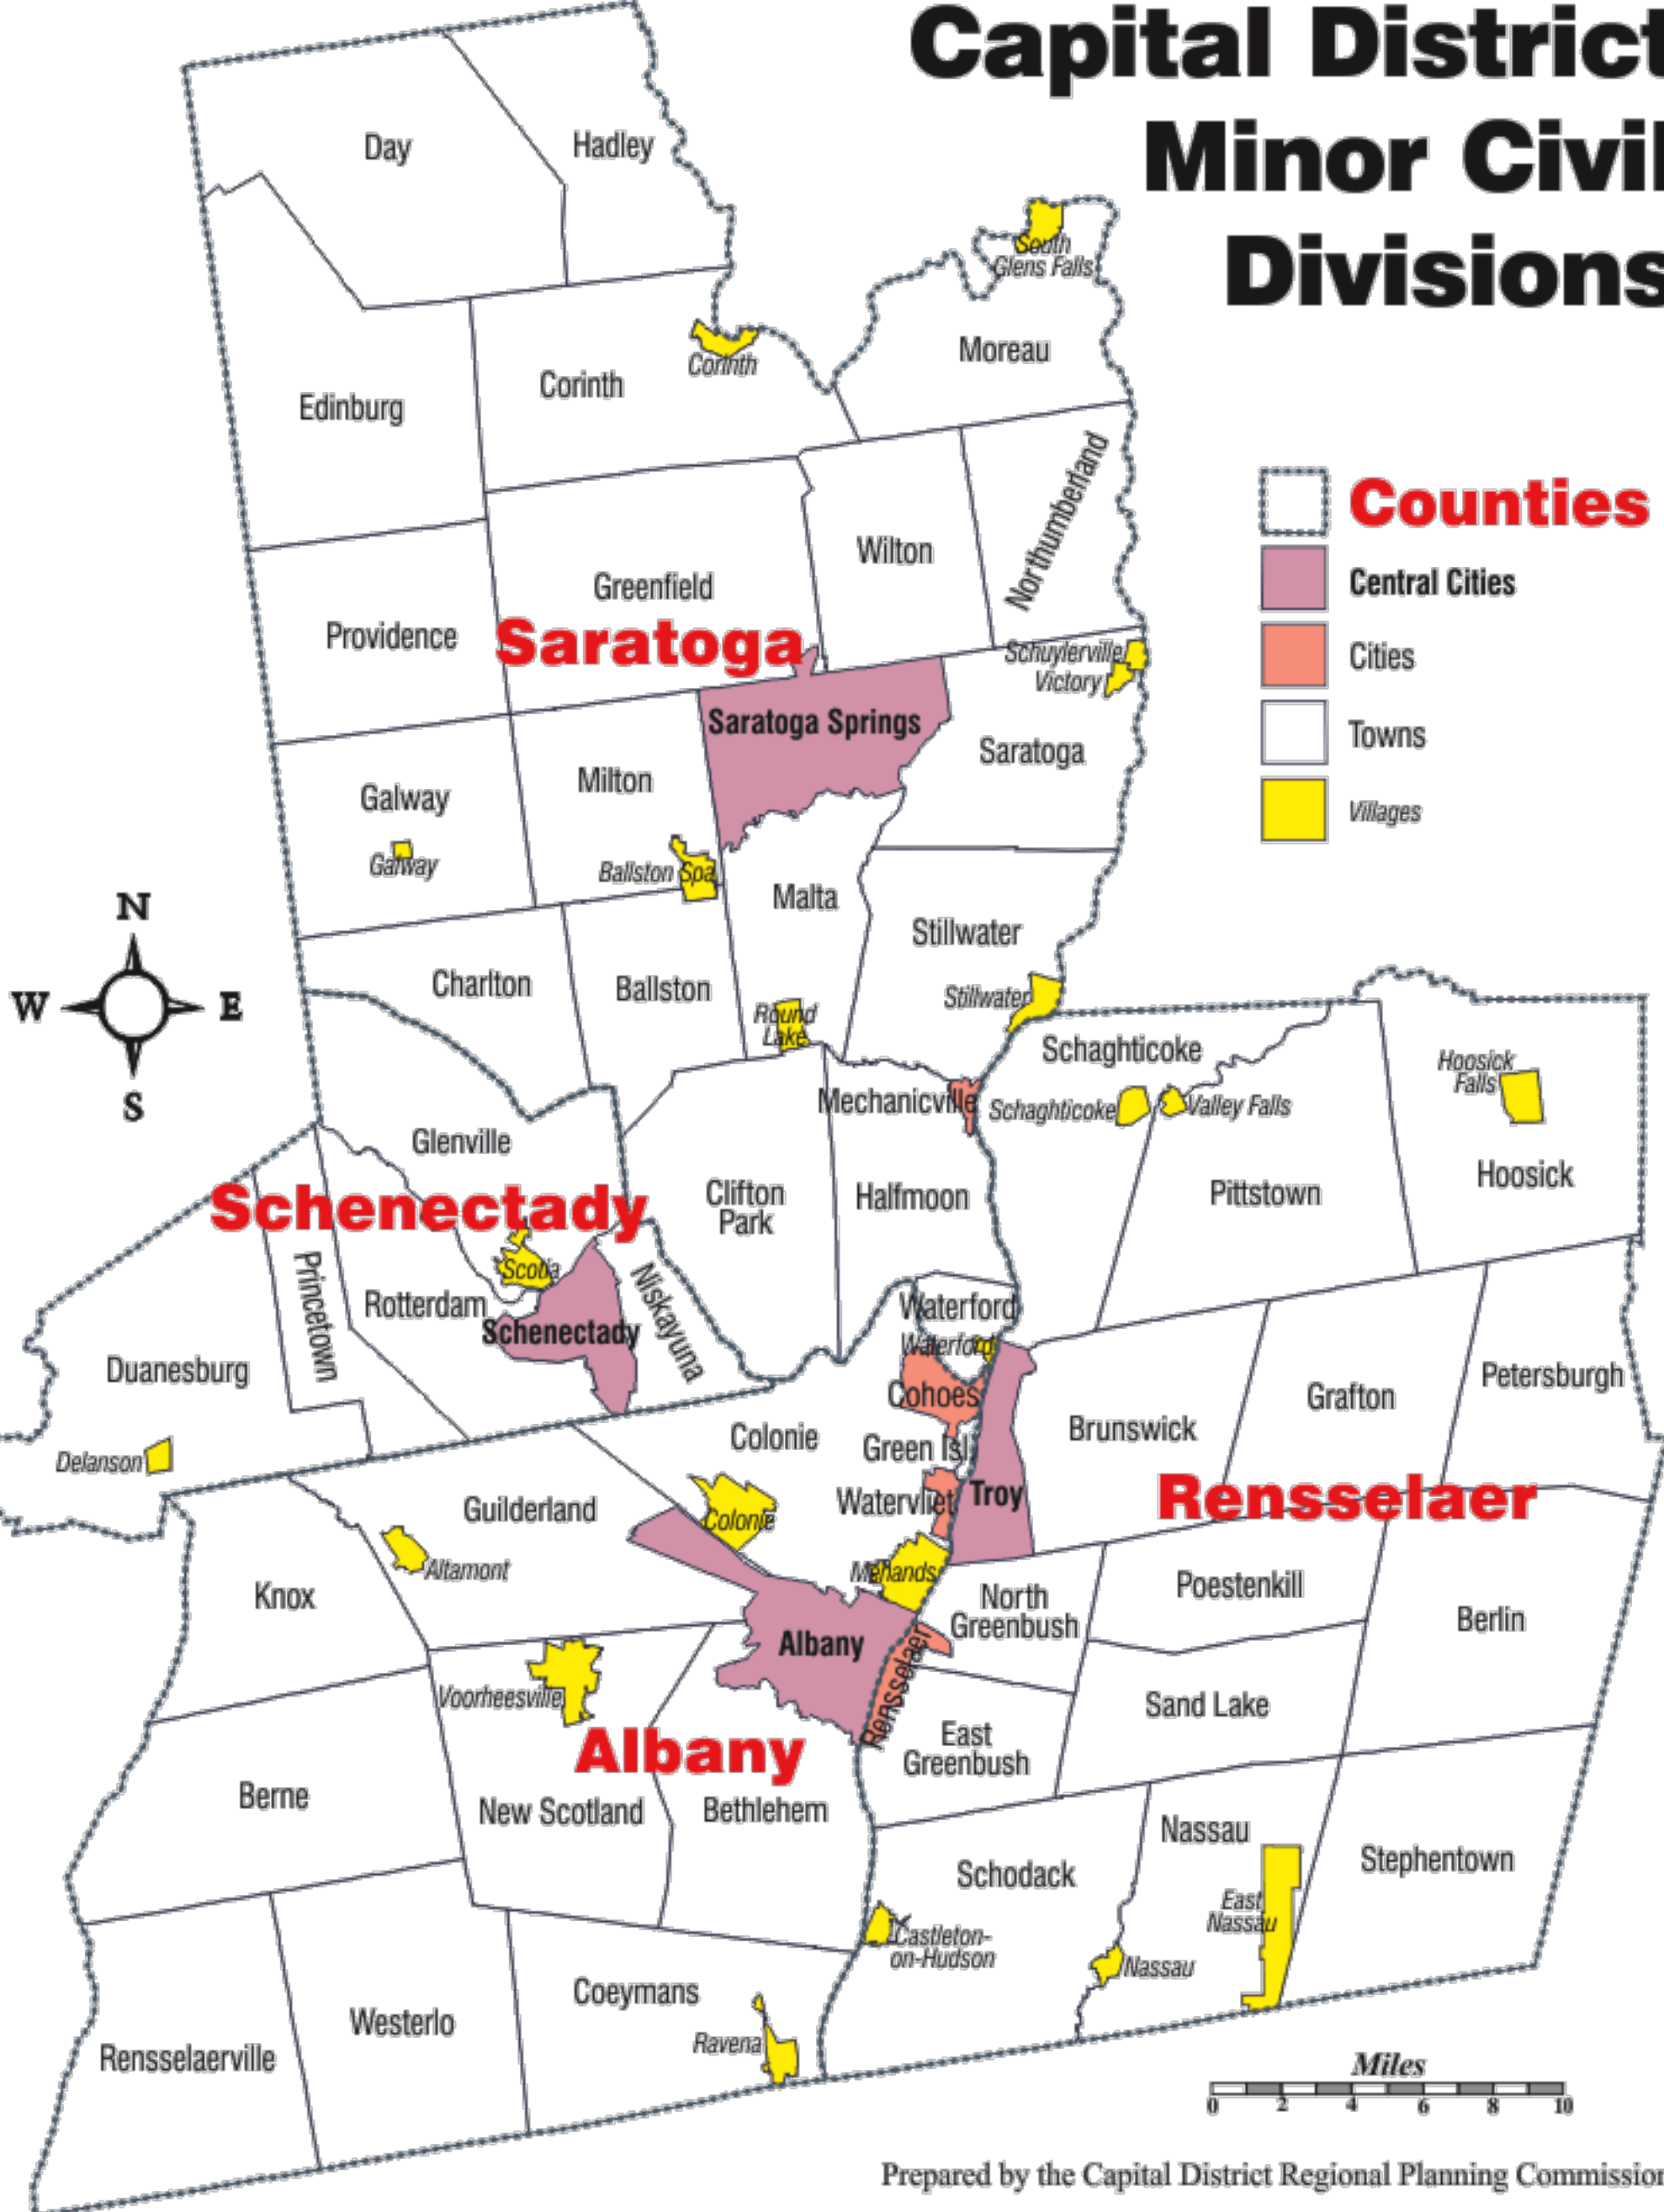 Capital District
Minor Civil
Divisions
Day
Hadley
South
Glens Falls
Moreau
Corinth
Corinth
Edinburg
Northumberland
Counties
Wilton
Central Cities
Greenfield
Providence
Saratoga
Schuylerville
Victory
Cities
Saratoga Springs
Saratoga
Towns
Milton
Galway
Galway
Villages
Ballston Spa
Malta
N
W
E
S
Stillwater
Charlton
Ballston
Stillwater
Round
Lake
Schaghticoke
Hoosick
Falls
Mechanicville
Schaghticoke
Valley Falls
Glenville
Clifton
Park
Halfmoon
Pittstown
Hoosick
Schenectady
Princetown
Scotia
Niskayuna
Rotterdam
Schenectady
Waterford
Waterford
Duanesburg
Cohoes
Grafton
Petersburgh
Brunswick
Colonie
Green Isl
Delanson
Watervliet
Troy
Rensselaer
Guilderland
Colonie
Altamont
Menands
Knox
North
Greenbush
Poestenkill
Berlin
Albany
Rensselaer
Voorheesville
Sand Lake
East
Greenbush
Albany
Berne
New Scotland
Bethlehem
Nassau
Schodack
Stephentown
East
Nassau
Castleton-
on-Hudson
Nassau
Coeymans
Westerlo
Ravena
Rensselaerville
Miles
0 2 4 6 8 10
Prepared by the Capital District Regional Planning Commission